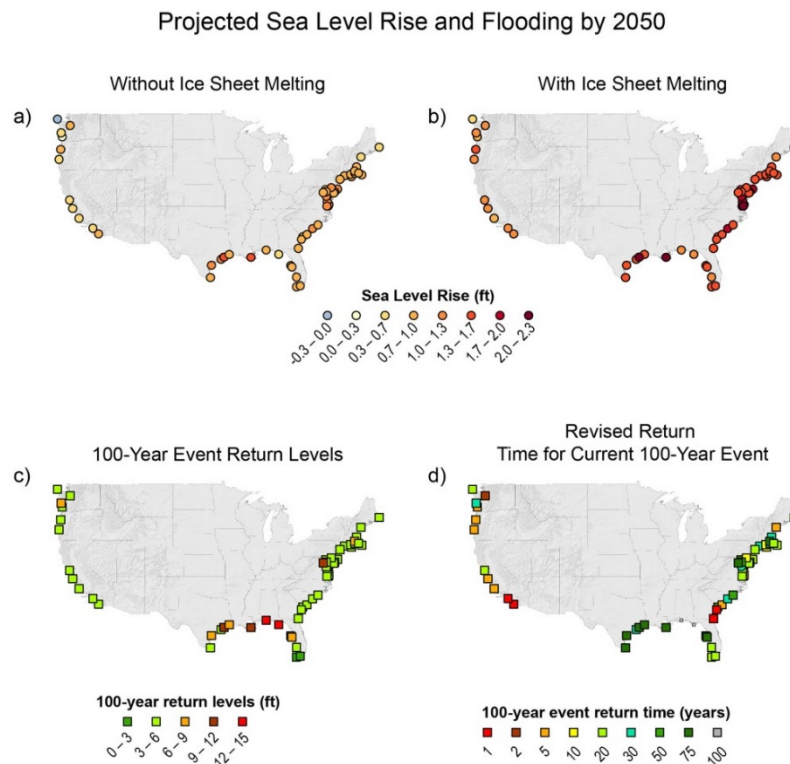 Projected Sea Level Rise and Flooding by 2050
Without Ice Sheet Melting
With Ice Sheet Melting
a)
b)
Sea Level Rise (ft)
-0.3 – 0.0
0.0 – 0.3
0.3 – 0.7
0.7 – 1.0
1.0 – 1.3
1.3 – 1.7
1.7 – 2.0
2.0 – 2.3
100-Year Event Return Levels
Revised Return
Time for Current 100-Year Event
c)
d)
100-year return levels (ft)
0 – 3
3 – 6
6 – 9
9 – 12
12 – 15
100-year event return time (years)
1
2
5
10
20
30
50
75
100